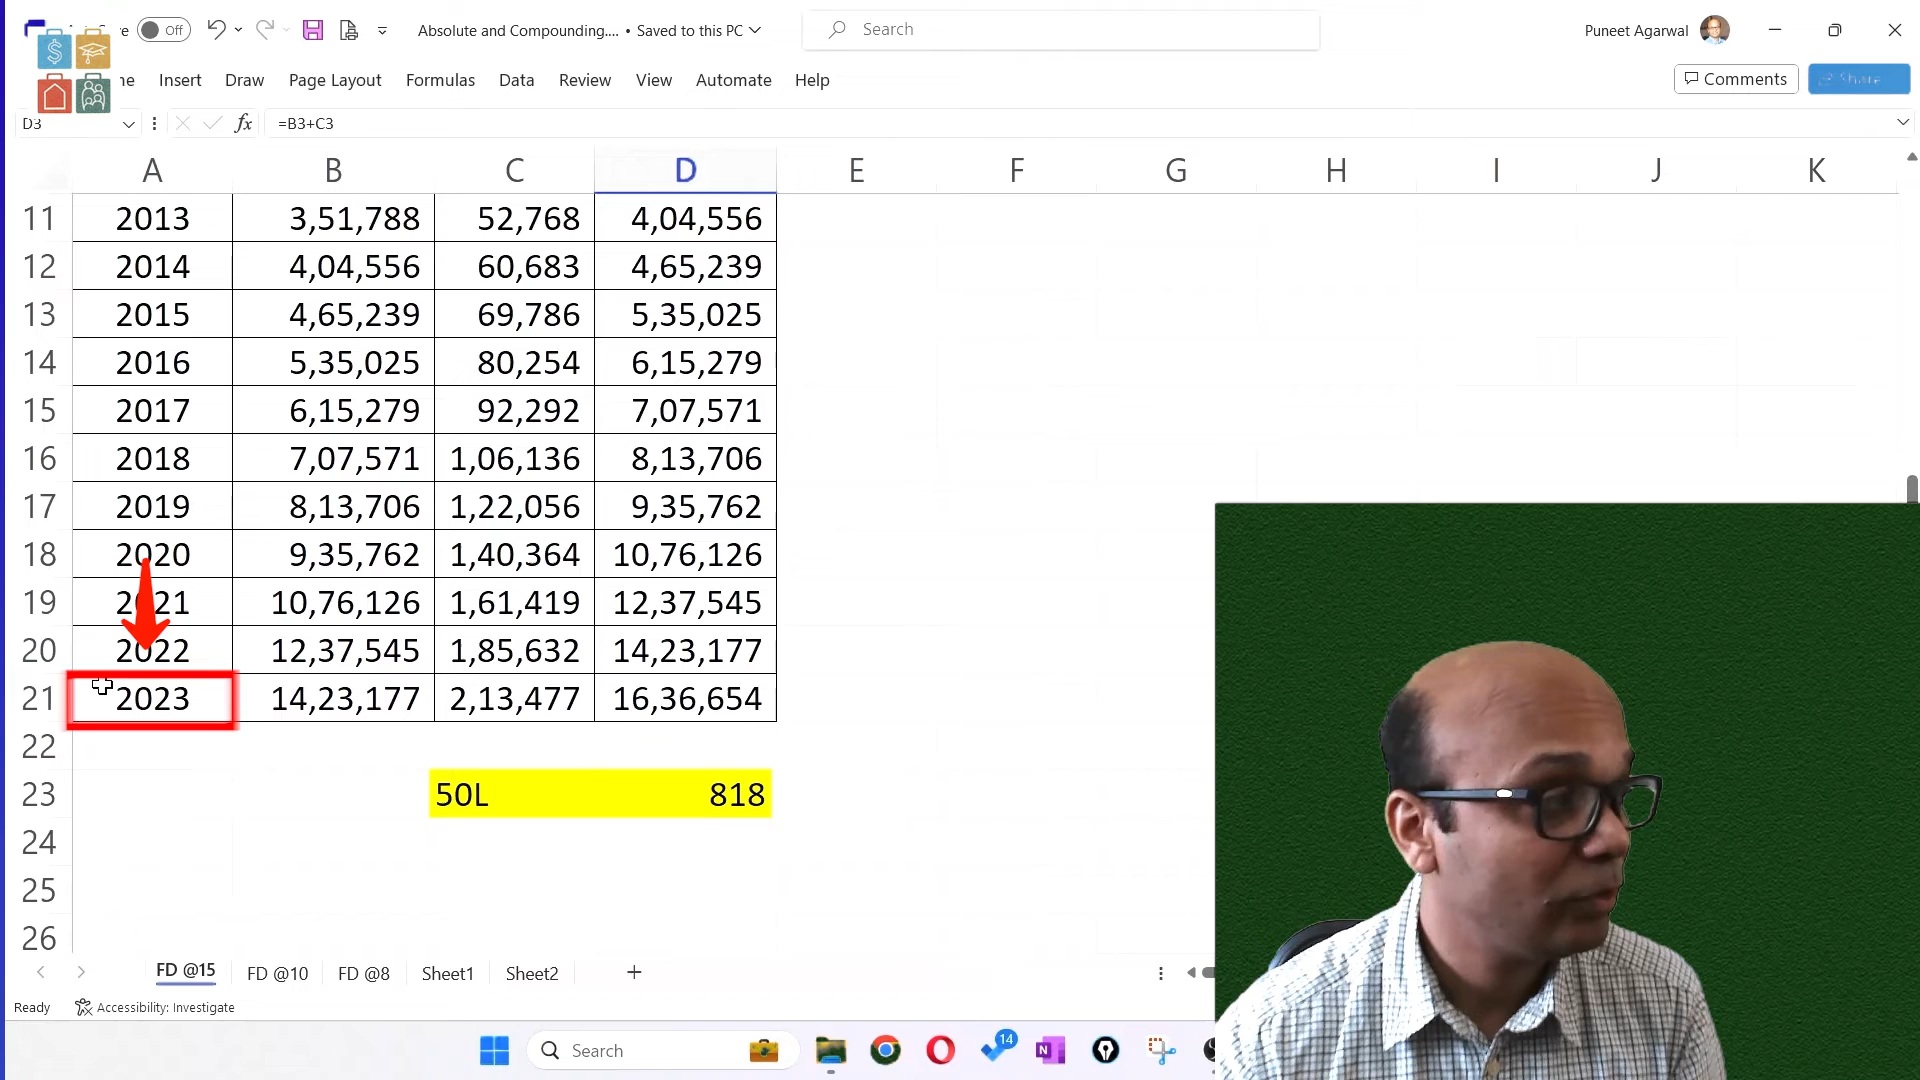 Off
Absolute and Compounding.... • Saved to this PC
Search
Puneet Agarwal
Insert Draw Page Layout Formulas Data Review View Automate Help
Comments
Share
D3
fx
=B3+C3
A B C D E F G H I J K
11 2013 3,51,788 52,768 4,04,556
12 2014 4,04,556 60,683 4,65,239
13 2015 4,65,239 69,786 5,35,025
14 2016 5,35,025 80,254 6,15,279
15 2017 6,15,279 92,292 7,07,571
16 2018 7,07,571 1,06,136 8,13,706
17 2019 8,13,706 1,22,056 9,35,762
18 2020 9,35,762 1,40,364 10,76,126
19 2021 10,76,126 1,61,419 12,37,545
20 2022 12,37,545 1,85,632 14,23,177
21 2023 14,23,177 2,13,477 16,36,654
22
23 50L 818
24
25
26
FD @15 FD @10 FD @8 Sheet1 Sheet2
Ready Accessibility: Investigate
Search
14
N